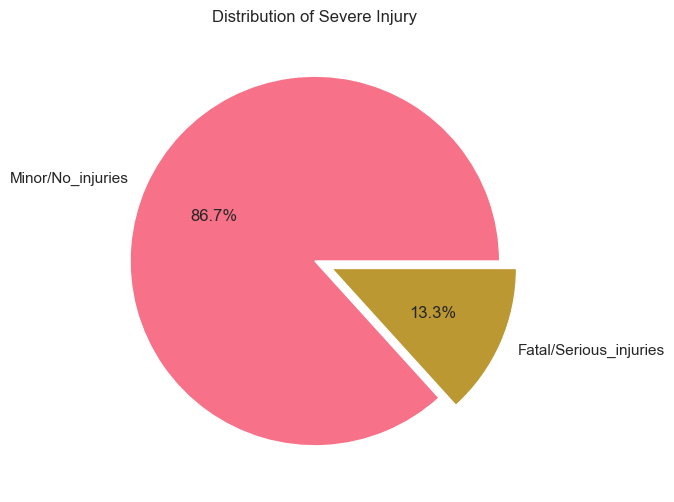 Distribution of Severe Injury
Minor/No_injuries
86.7%
13.3%
Fatal/Serious_injuries